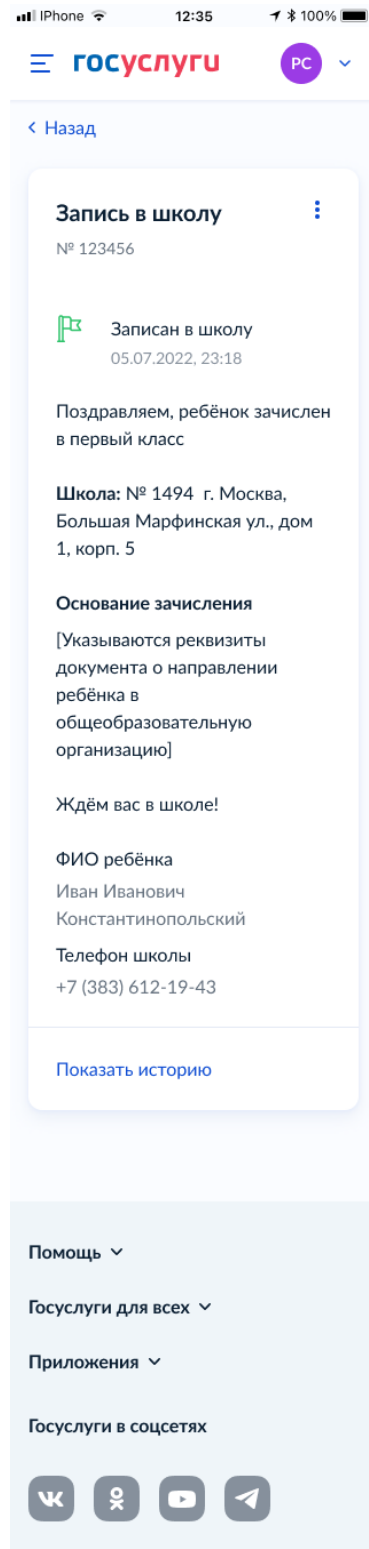 IPhone 12:35 100%
госуслуги РС
Назад
Запись в школу
№ 123456
Записан в школу
05.07.2022, 23:18
Поздравляем, ребёнок зачислен
в первый класс
Школа: № 1494 г. Москва,
Большая Марфинская ул., дом
1, корп. 5
Основание зачисления
[Указываются реквизиты
документа о направлении
ребёнка в
общеобразовательную
организацию]
Ждём вас в школе!
ФИО ребёнка
Иван Иванович
Константинопольский
Телефон школы
+7 (383) 612-19-43
Показать историю
Помощь
Госуслуги для всех
Приложения
Госуслуги в соцсетях